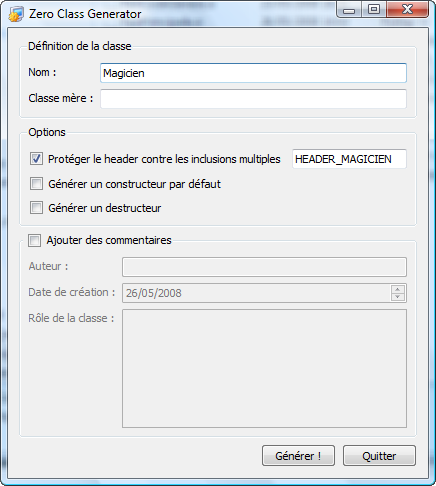 Zero Class Generator
Définition de la classe
Nom :
Magicien
Classe mère :
Options
Protéger le header contre les inclusions multiples
HEADER_MAGICIEN
Générer un constructeur par défaut
Générer un destructeur
Ajouter des commentaires
Auteur :
Date de création :
26/05/2008
Rôle de la classe :
Générer !
Quitter